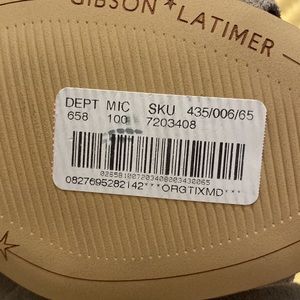 GIBSON★LATIMER
DEPT MIC SKU 435/006/65
658 100 7203408
0827695282142***ORGTIXMD***